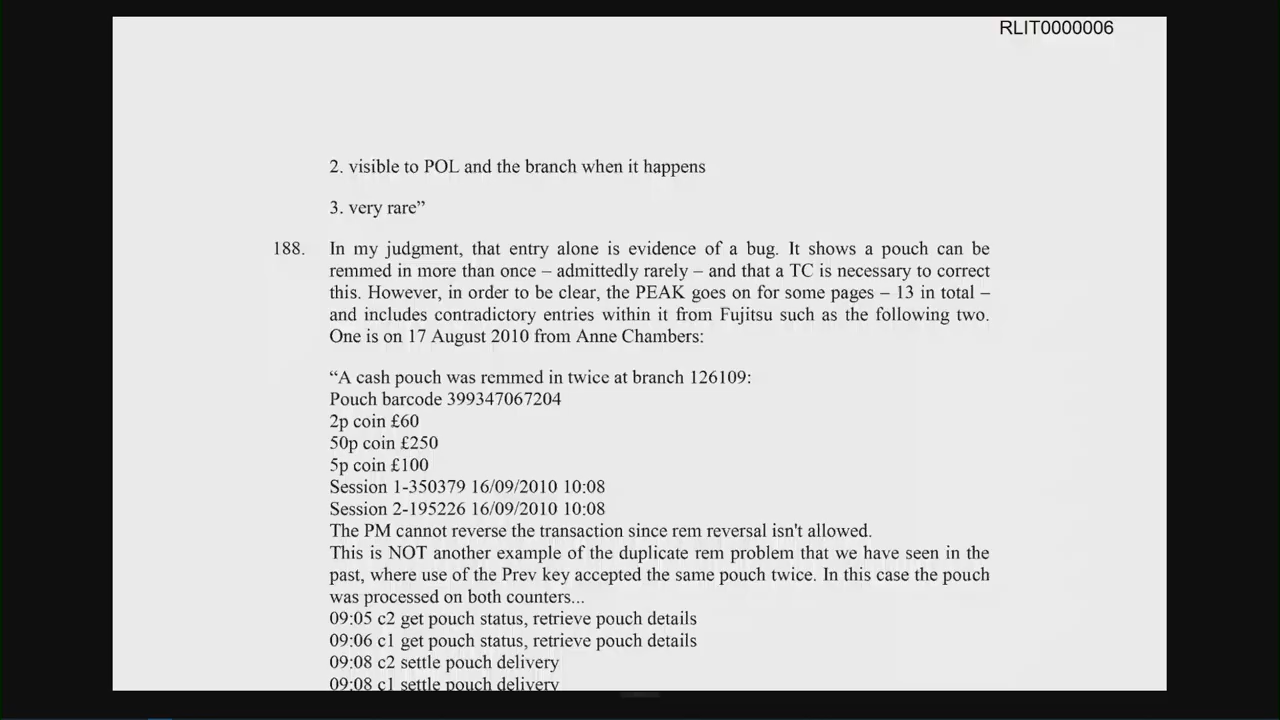 RLIT0000006
2. visible to POL and the branch when it happens
3. very rare”
188. In my judgment, that entry alone is evidence of a bug. It shows a pouch can be
remmed in more than once – admittedly rarely – and that a TC is necessary to correct
this. However, in order to be clear, the PEAK goes on for some pages – 13 in total –
and includes contradictory entries within it from Fujitsu such as the following two.
One is on 17 August 2010 from Anne Chambers:
“A cash pouch was remmed in twice at branch 126109:
Pouch barcode 399347067204
2p coin £60
50p coin £250
5p coin £100
Session 1-350379 16/09/2010 10:08
Session 2-195226 16/09/2010 10:08
The PM cannot reverse the transaction since rem reversal isn't allowed.
This is NOT another example of the duplicate rem problem that we have seen in the
past, where use of the Prev key accepted the same pouch twice. In this case the pouch
was processed on both counters...
09:05 c2 get pouch status, retrieve pouch details
09:06 c1 get pouch status, retrieve pouch details
09:08 c2 settle pouch delivery
09:08 c1 settle pouch delivery